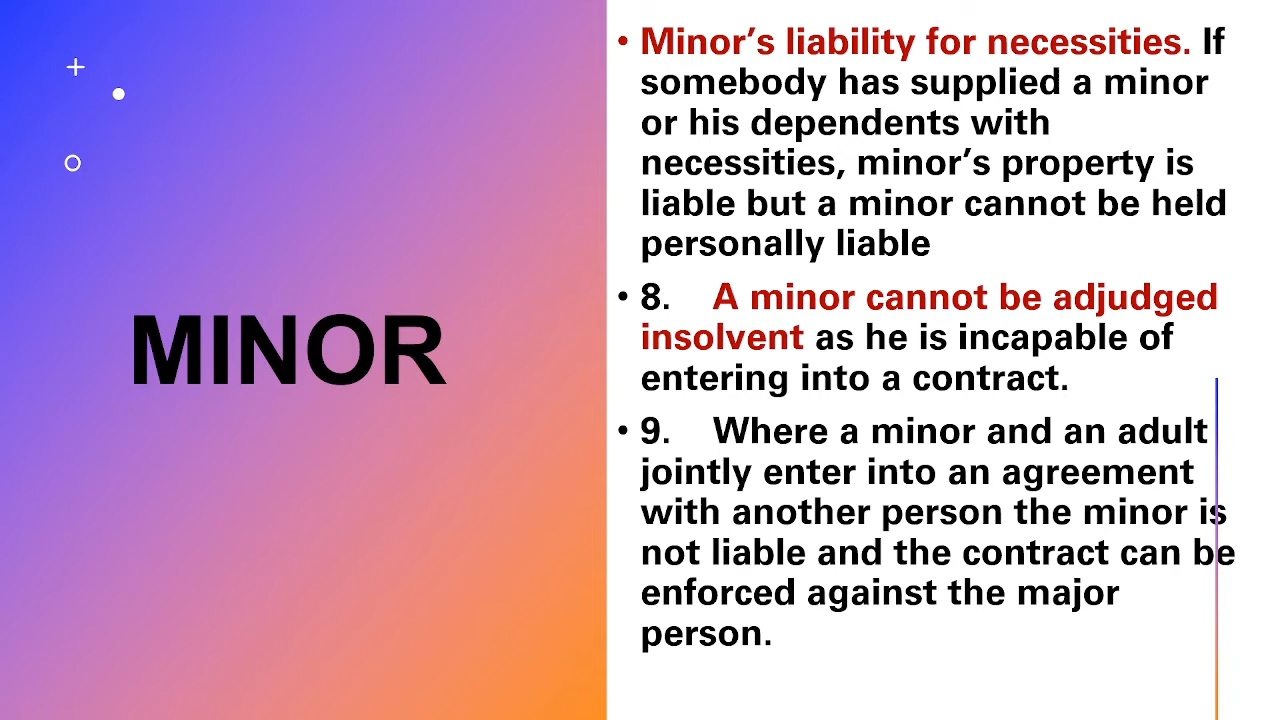 MINOR
• Minor’s liability for necessities. If
somebody has supplied a minor
or his dependents with
necessities, minor’s property is
liable but a minor cannot be held
personally liable
• 8. A minor cannot be adjudged
insolvent as he is incapable of
entering into a contract.
• 9. Where a minor and an adult
jointly enter into an agreement
with another person the minor is
not liable and the contract can be
enforced against the major
person.